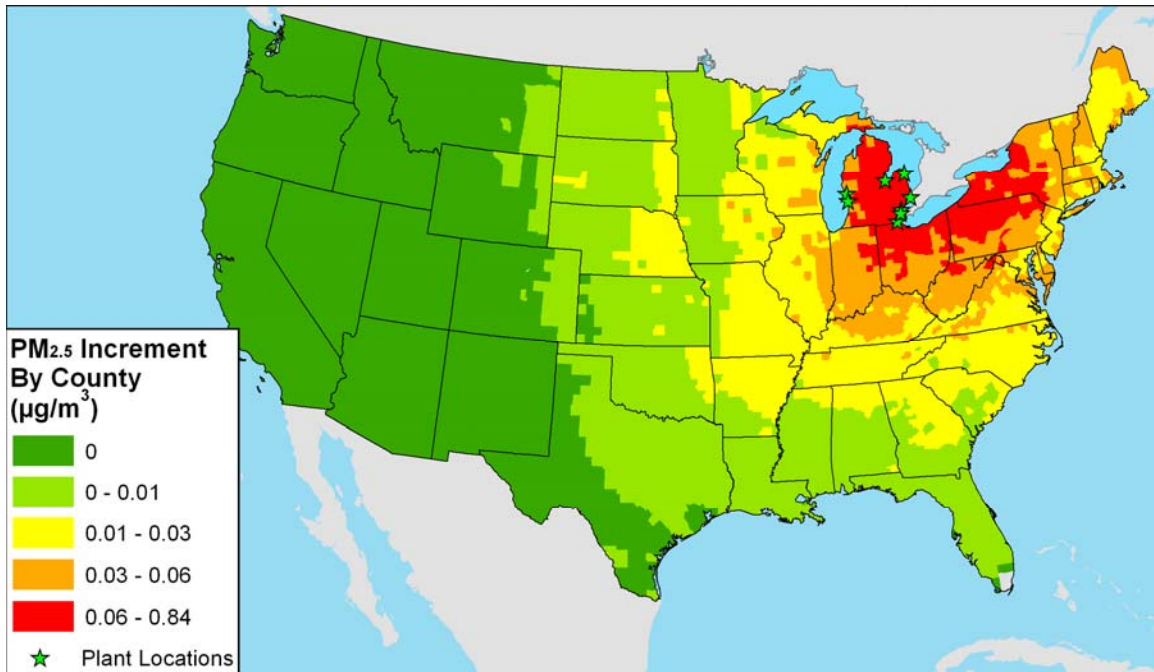 PM2.5 Increment
By County
(µg/m³)
0
0 - 0.01
0.01 - 0.03
0.03 - 0.06
0.06 - 0.84
Plant Locations